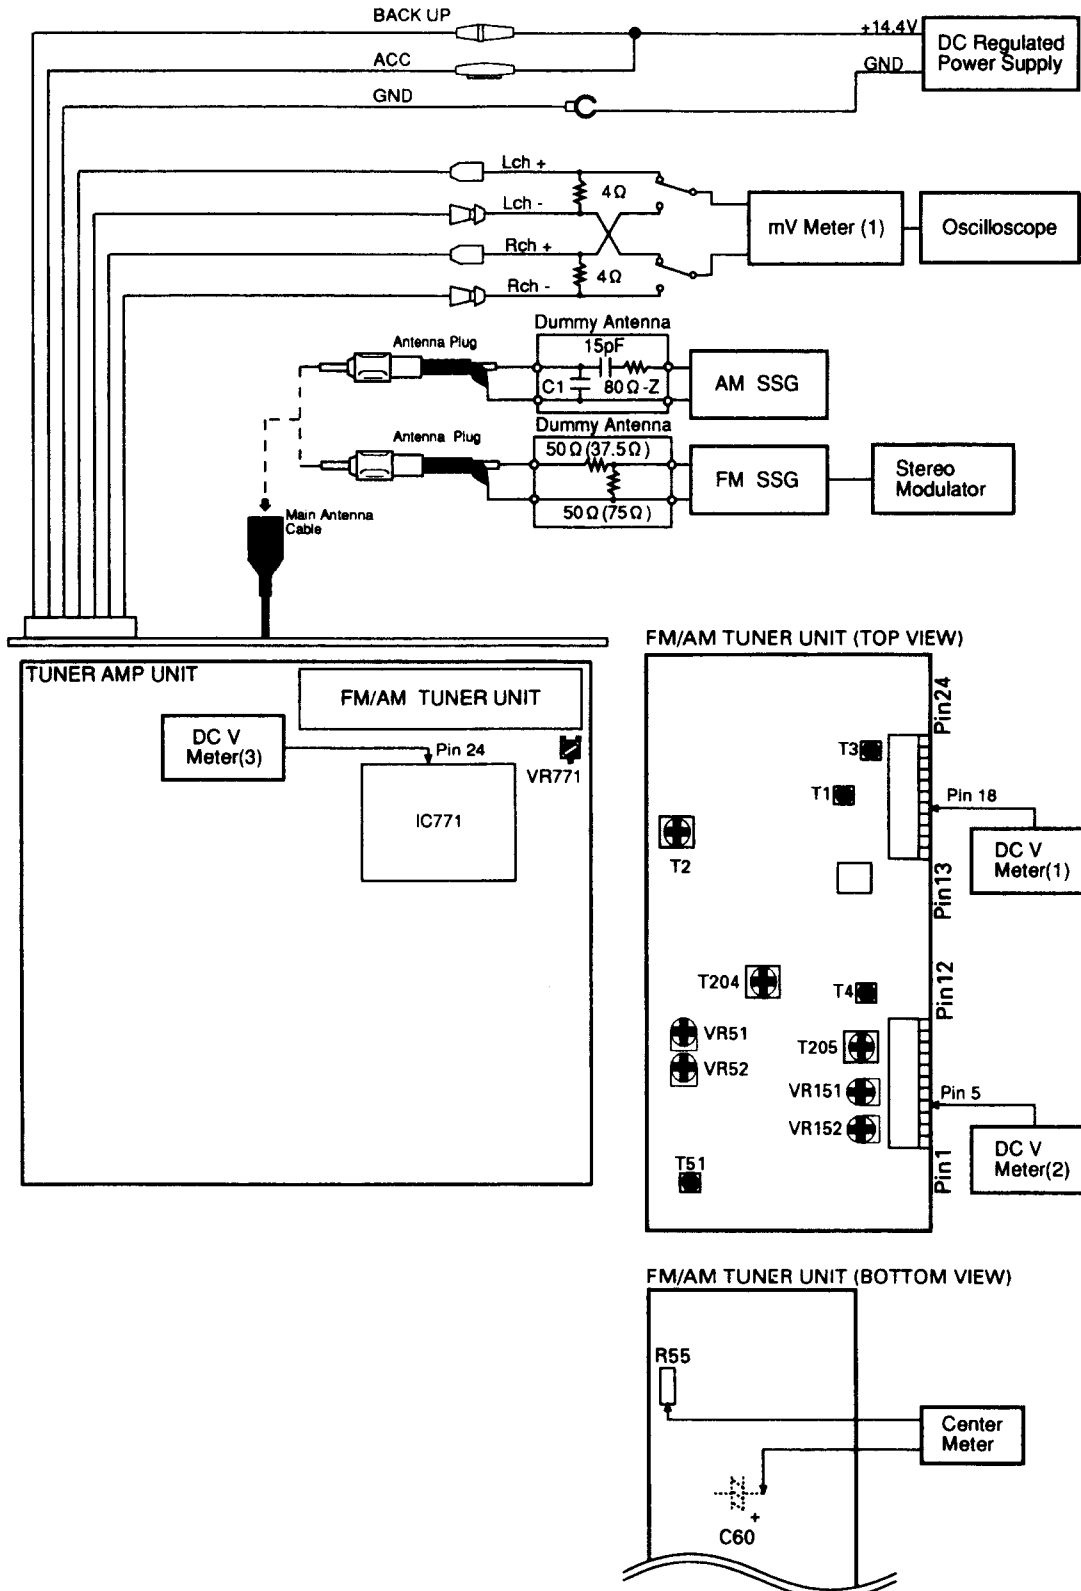 BACK UP
+14.4V
DC Regulated
Power Supply
ACC
GND
GND
Lch +
4Ω
Lch -
Rch +
4Ω
Rch -
mV Meter (1)
Oscilloscope
Dummy Antenna
Antenna Plug
15pF
C1
80Ω-Z
AM SSG
Dummy Antenna
Antenna Plug
50Ω(37.5Ω)
50Ω(75Ω)
FM SSG
Stereo
Modulator
Main Antenna
Cable
TUNER AMP UNIT
FM/AM TUNER UNIT
DC V
Meter(3)
Pin 24
VR771
IC771
FM/AM TUNER UNIT (TOP VIEW)
Pin24
T3
T1
Pin 18
DC V
Meter(1)
T2
Pin13
T204
T4
Pin12
VR51
VR52
T205
VR151
VR152
Pin 5
DC V
Meter(2)
T51
Pin1
FM/AM TUNER UNIT (BOTTOM VIEW)
R55
Center
Meter
+
C60